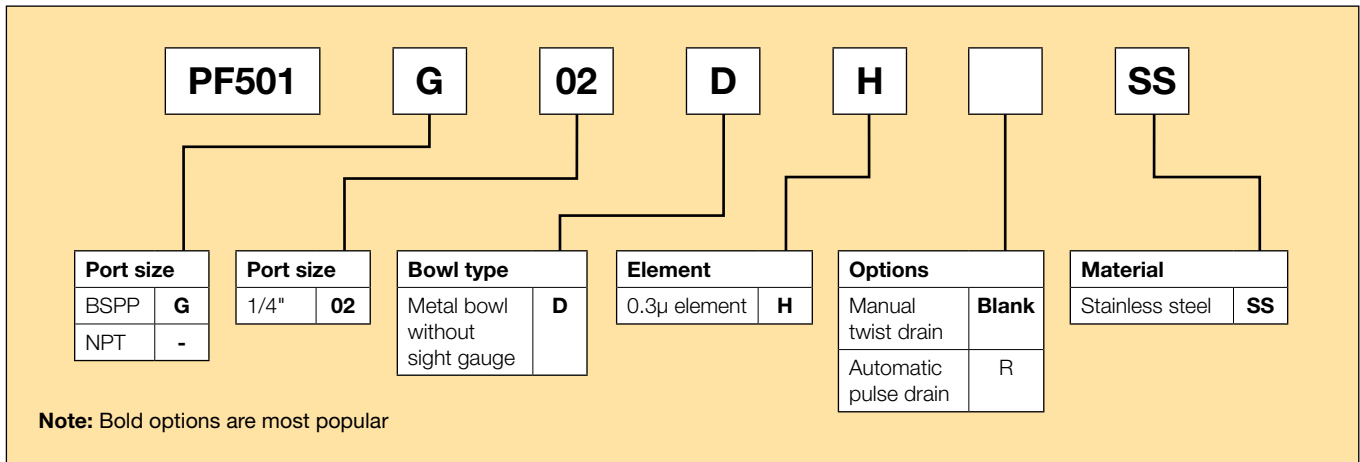 PF501 G 02 D H SS
Port size
BSPP G
NPT -
Port size
1/4" 02
Bowl type
Metal bowl D
without
sight gauge
Element
0.3µ element H
Options
Manual Blank
twist drain
Automatic R
pulse drain
Material
Stainless steel SS
Note: Bold options are most popular